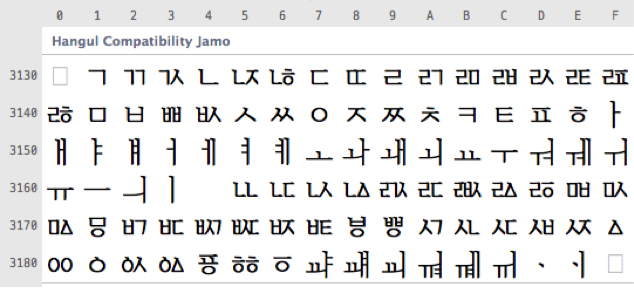 0 1 2 3 4 5 6 7 8 9 A B C D E F
Hangul Compatibility Jamo
3130 ㄱ ㄲ ㄳ ㄴ ㄵ ㄶ ㄷ ㄸ ㄹ ㄺ ㄻ ㄼ ㄽ ㄾ ㄿ
3140 ㅀ ㅁ ㅂ ㅃ ㅄ ㅅ ㅆ ㅇ ㅈ ㅉ ㅊ ㅋ ㅌ ㅍ ㅎ ㅏ
3150 ㅐ ㅑ ㅒ ㅓ ㅔ ㅕ ㅖ ㅗ ㅘ ㅙ ㅚ ㅛ ㅜ ㅝ ㅞ ㅟ
3160 ㅠ ㅡ ㅢ ㅣ ㅥ ㅦ ㅧ ㅨ ㅩ ㅪ ㅫ ㅬ ㅭ ㅮ ㅯ
3170 ㅰ ㅱ ㅲ ㅳ ㅴ ㅵ ㅶ ㅷ ㅸ ㅹ ㅺ ㅻ ㅼ ㅽ ㅾ ㅿ
3180 ㆀ ㆁ ㆂ ㆃ ㆄ ㆅ ㆆ ㆇ ㆈ ㆉ ㆊ ㆋ ㆌ ㆍ ㆎ